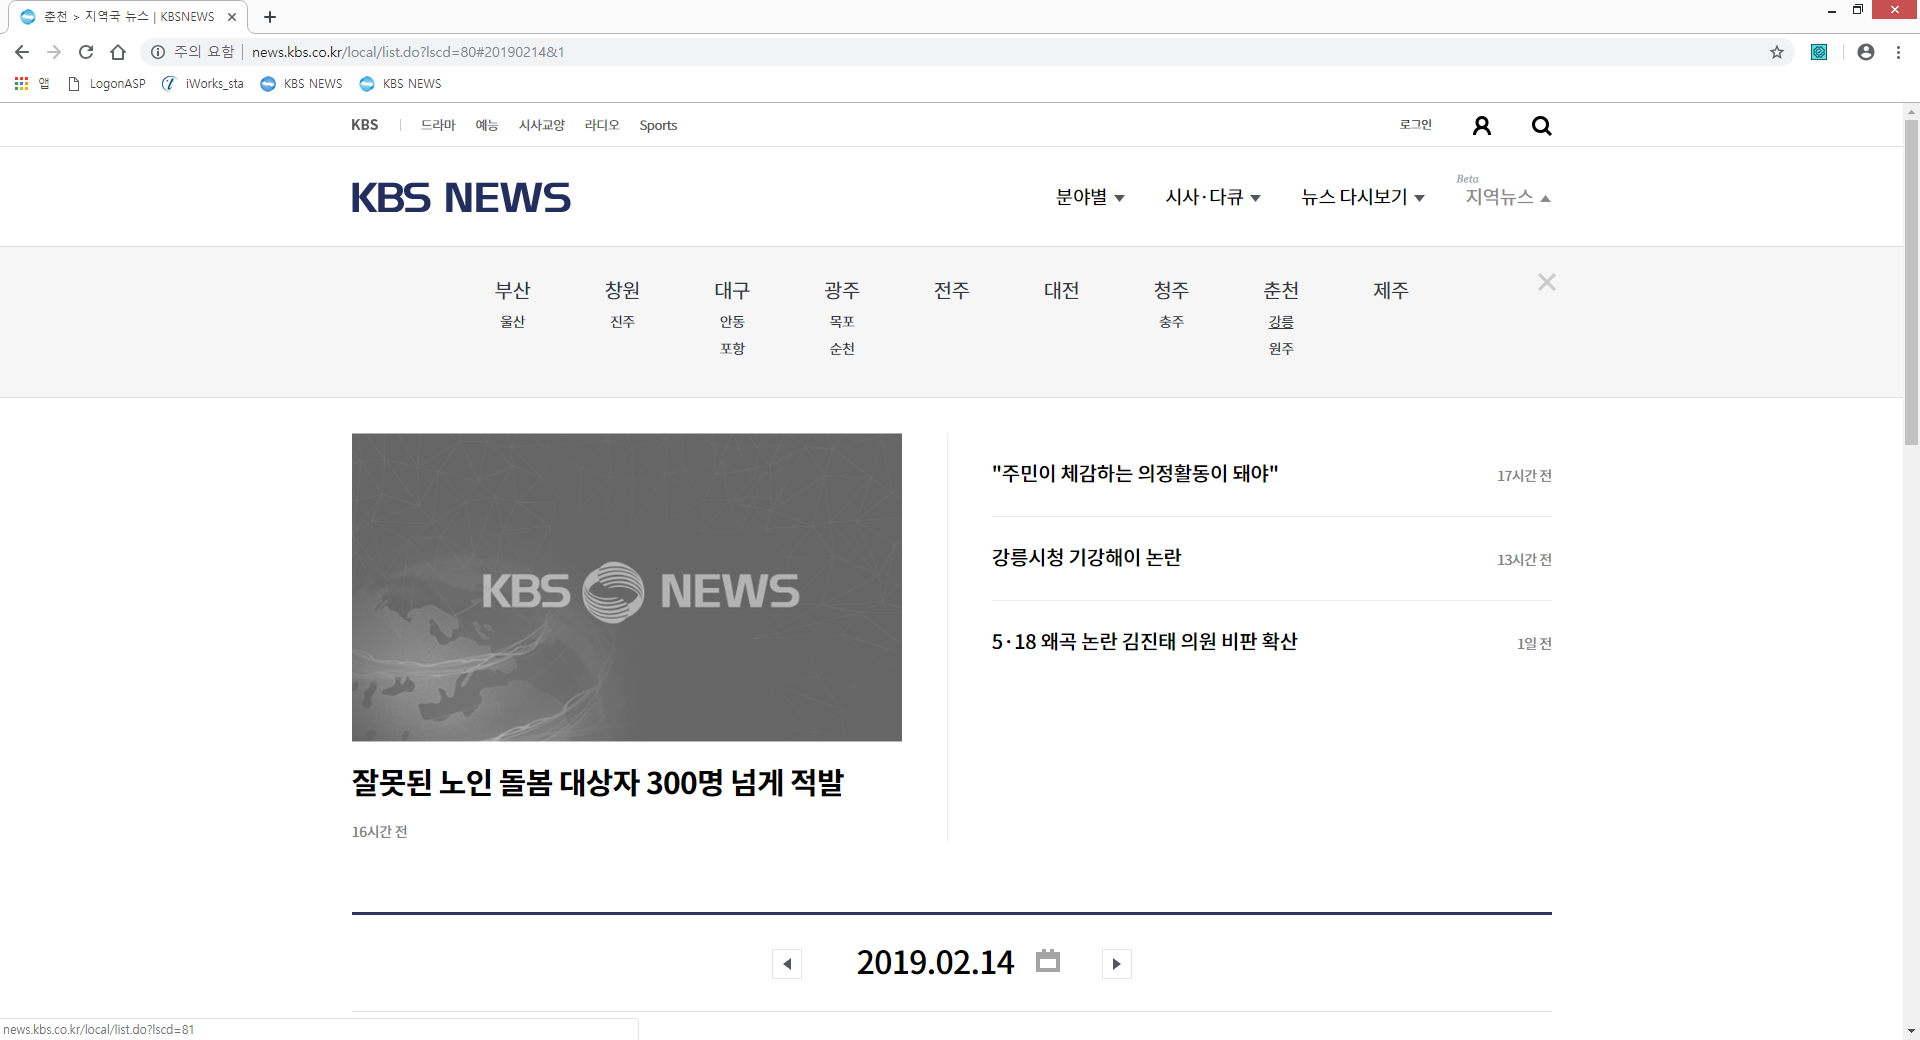 춘천 > 지역국 뉴스 | KBSNEWS
주의 요함 | news.kbs.co.kr/local/list.do?lscd=80#20190214&1
앱 LogonASP iWorks_sta KBS NEWS KBS NEWS
KBS | 드라마 예능 시사교양 라디오 Sports 로그인
Beta
KBS NEWS 분야별 시사·다큐 뉴스 다시보기 지역뉴스
부산 창원 대구 광주 전주 대전 청주 춘천 제주
울산 진주 안동 목포 충주 강릉
포항 순천 원주
KBS NEWS
잘못된 노인 돌봄 대상자 300명 넘게 적발
16시간 전
"주민이 체감하는 의정활동이 돼야" 17시간 전
강릉시청 기강해이 논란 13시간 전
5·18 왜곡 논란 김진태 의원 비판 확산 1일 전
2019.02.14
news.kbs.co.kr/local/list.do?lscd=81